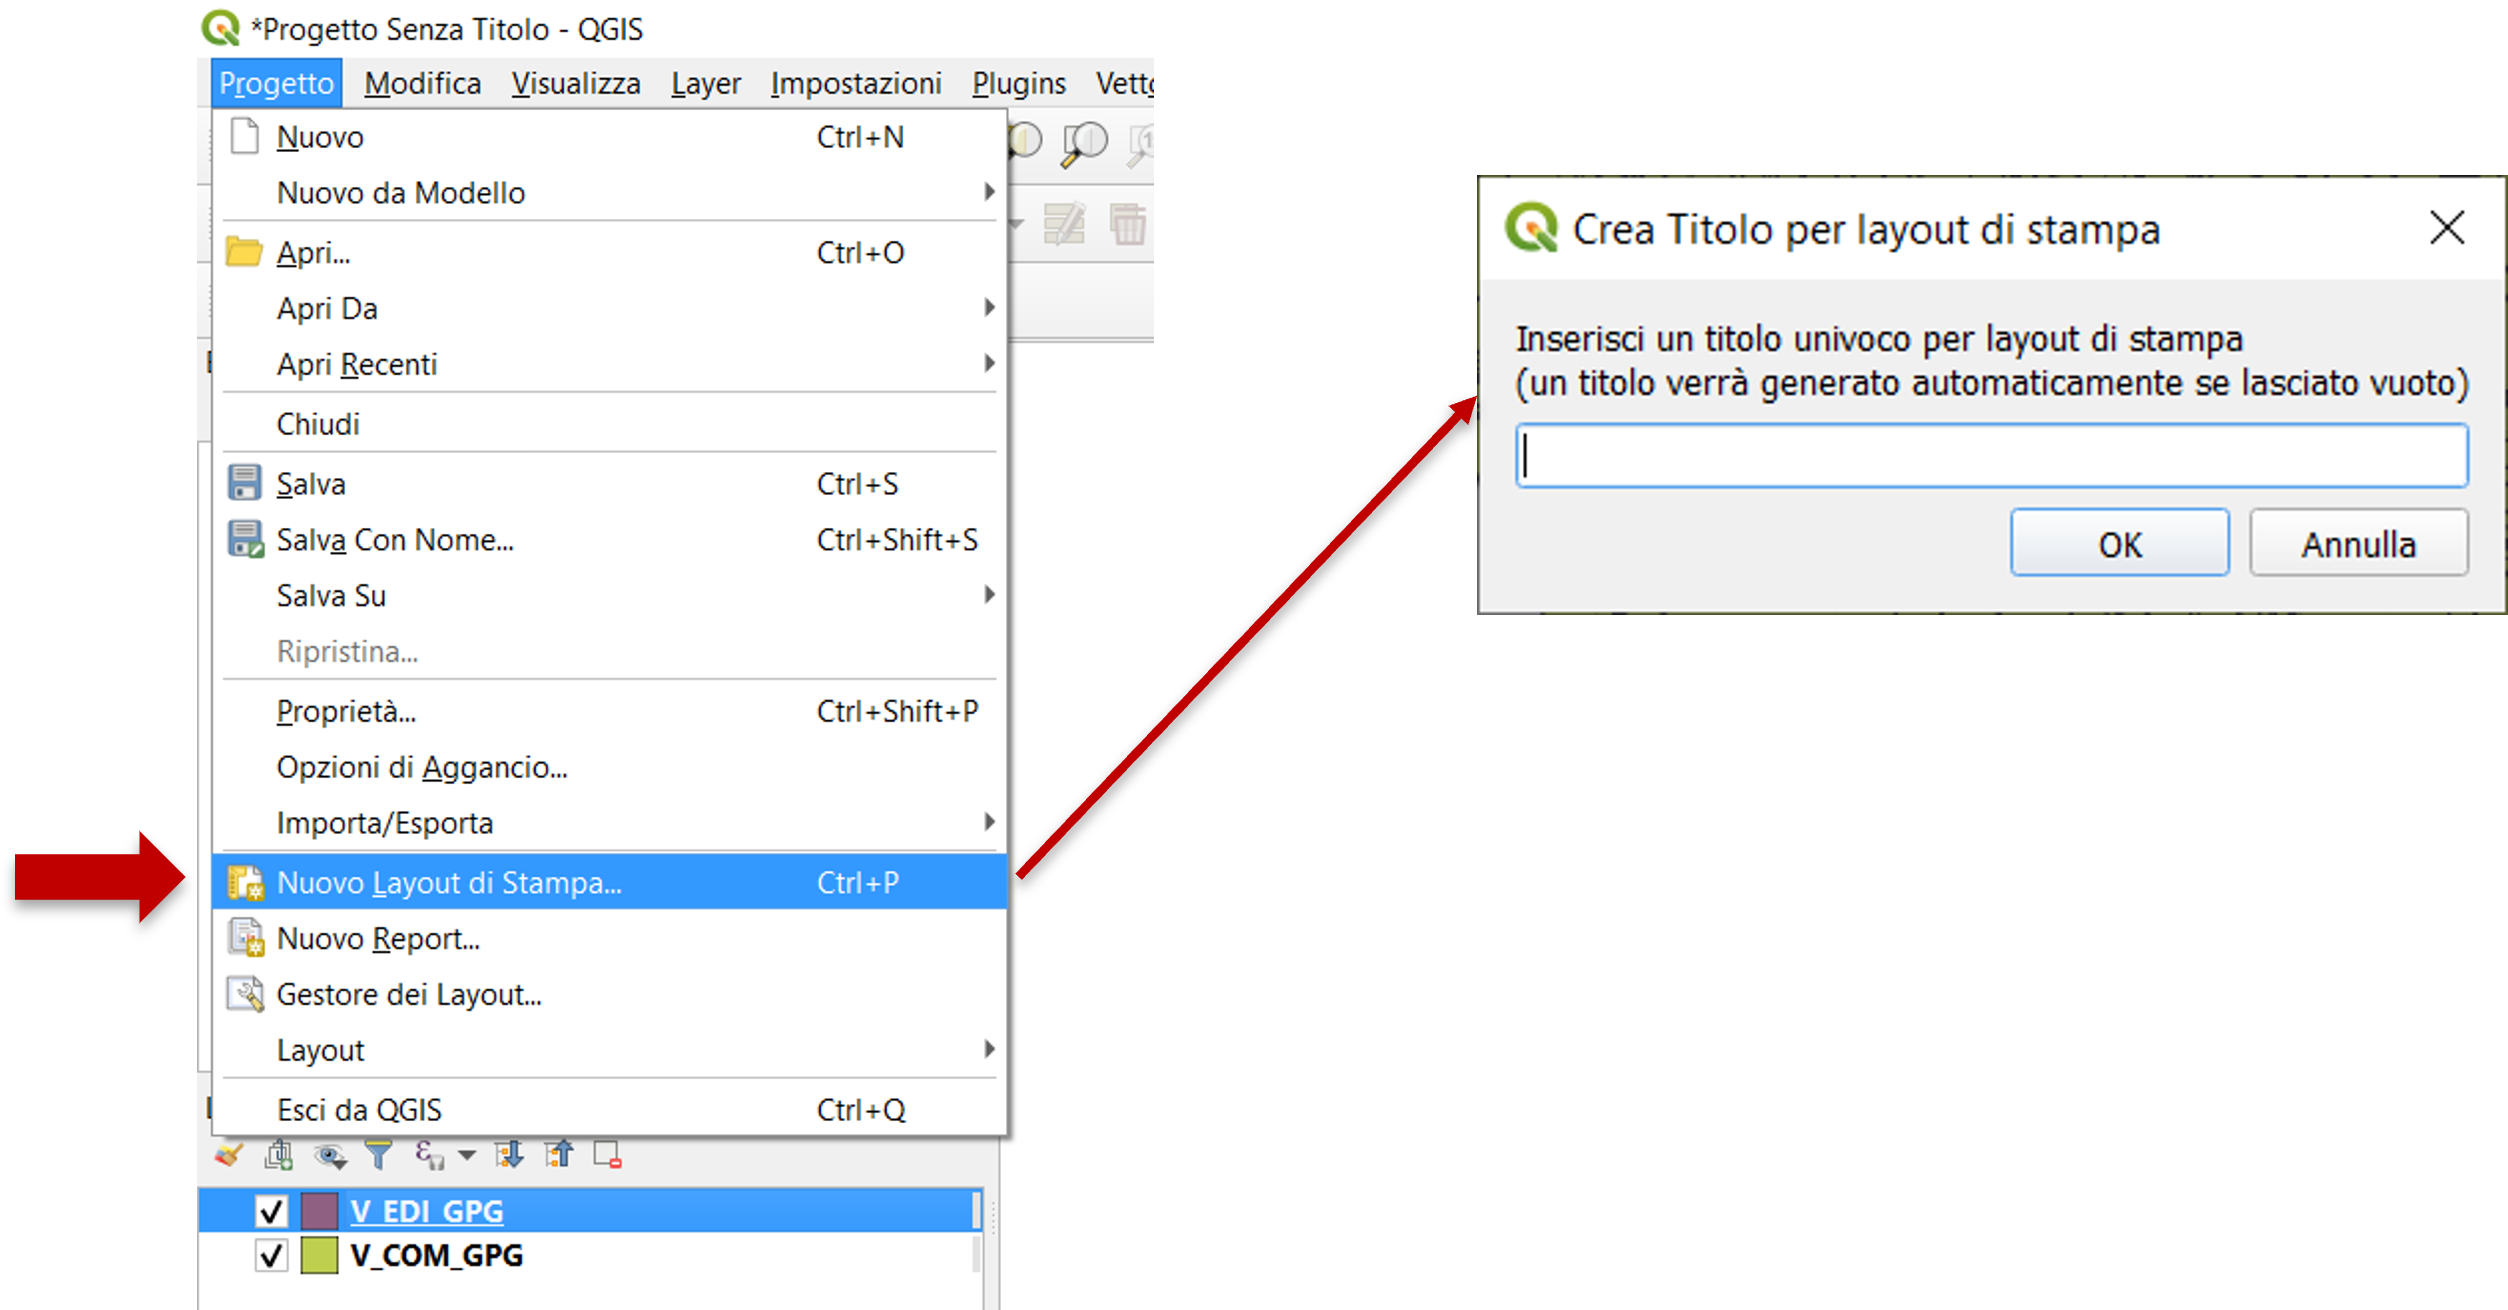 *Progetto Senza Titolo - QGIS
Progetto Modifica Visualizza Layer Impostazioni Plugins
Nuovo Ctrl+N
Nuovo da Modello
Apri... Ctrl+O
Apri Da
Apri Recenti
Chiudi
Salva Ctrl+S
Salva Con Nome... Ctrl+Shift+S
Salva Su
Ripristina...
Proprietà... Ctrl+Shift+P
Opzioni di Aggancio...
Importa/Esporta
Nuovo Layout di Stampa... Ctrl+P
Nuovo Report...
Gestore dei Layout...
Layout
Esci da QGIS Ctrl+Q
V_EDI_GPG
V_COM_GPG
Crea Titolo per layout di stampa
Inserisci un titolo univoco per layout di stampa
(un titolo verrà generato automaticamente se lasciato vuoto)
OK Annulla